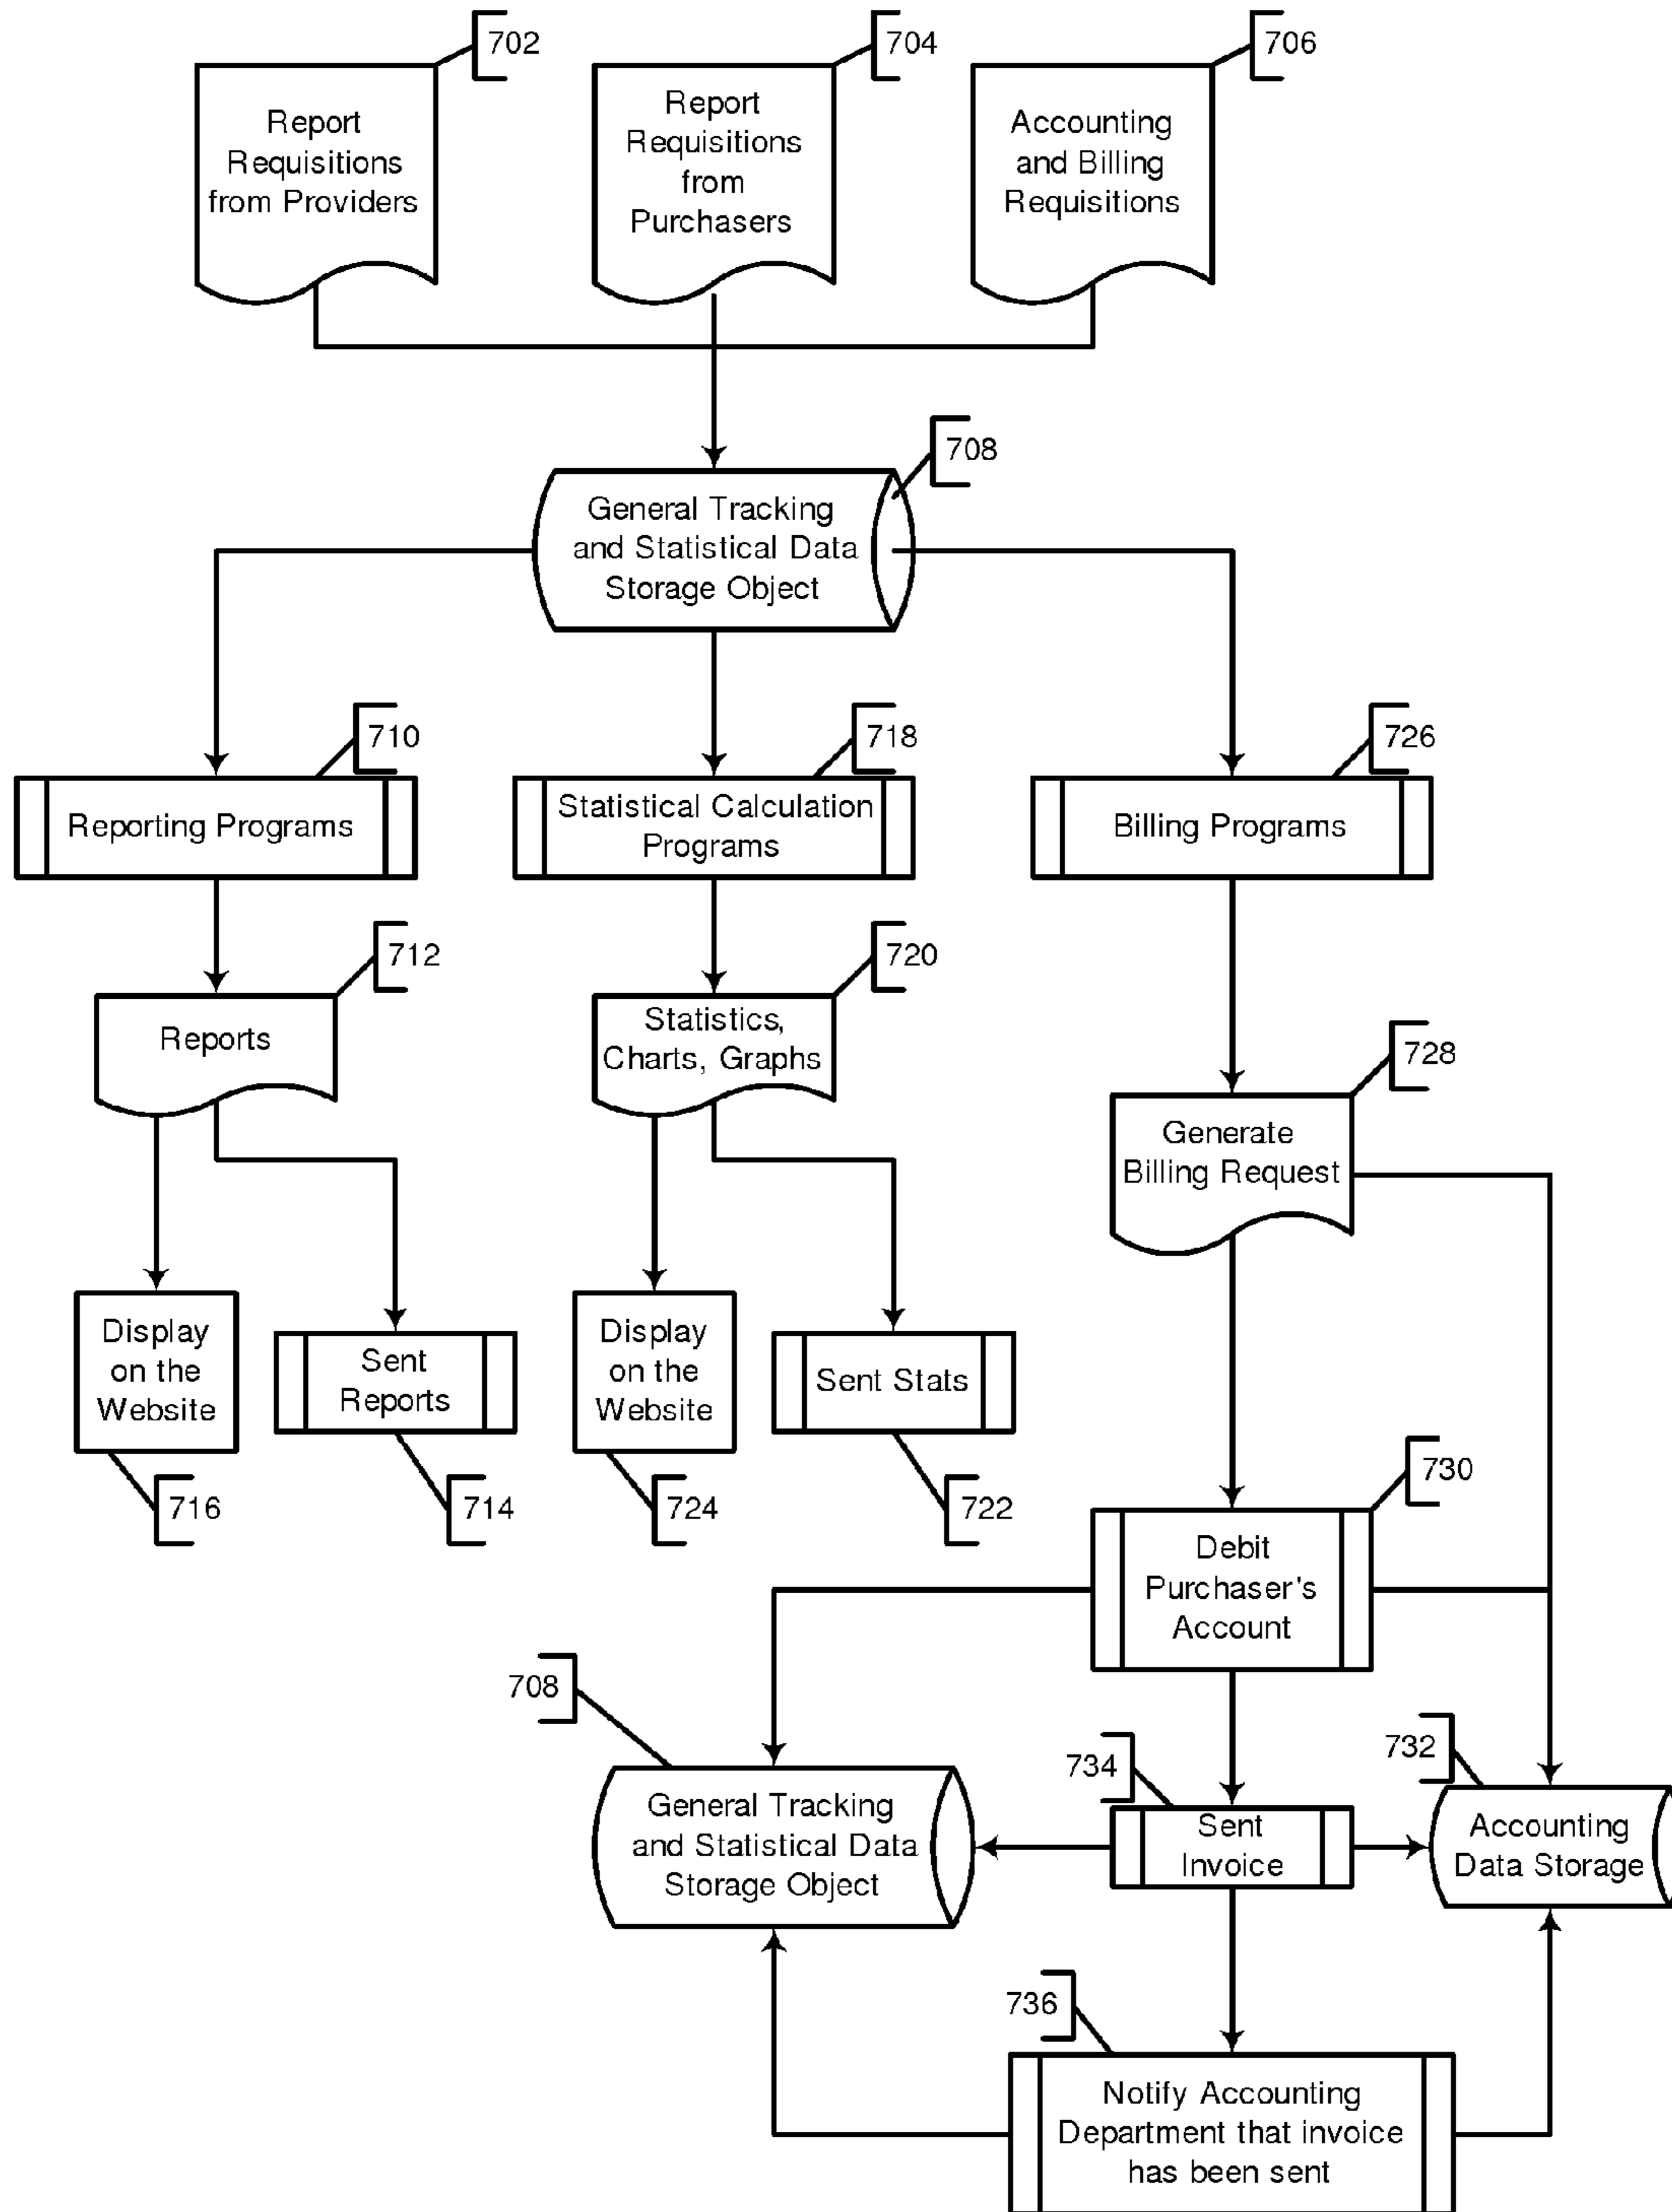 702
704
706
Report
Requisitions
from Providers
Report
Requisitions
from
Purchasers
Accounting
and Billing
Requisitions
708
General Tracking
and Statistical Data
Storage Object
710
718
726
Reporting Programs
Statistical Calculation
Programs
Billing Programs
712
720
Reports
Statistics,
Charts, Graphs
728
Generate
Billing Request
Display
on the
Website
Sent
Reports
Display
on the
Website
Sent Stats
716
714
724
722
730
Debit
Purchaser's
Account
708
734
732
General Tracking
and Statistical Data
Storage Object
Sent
Invoice
Accounting
Data Storage
736
Notify Accounting
Department that invoice
has been sent